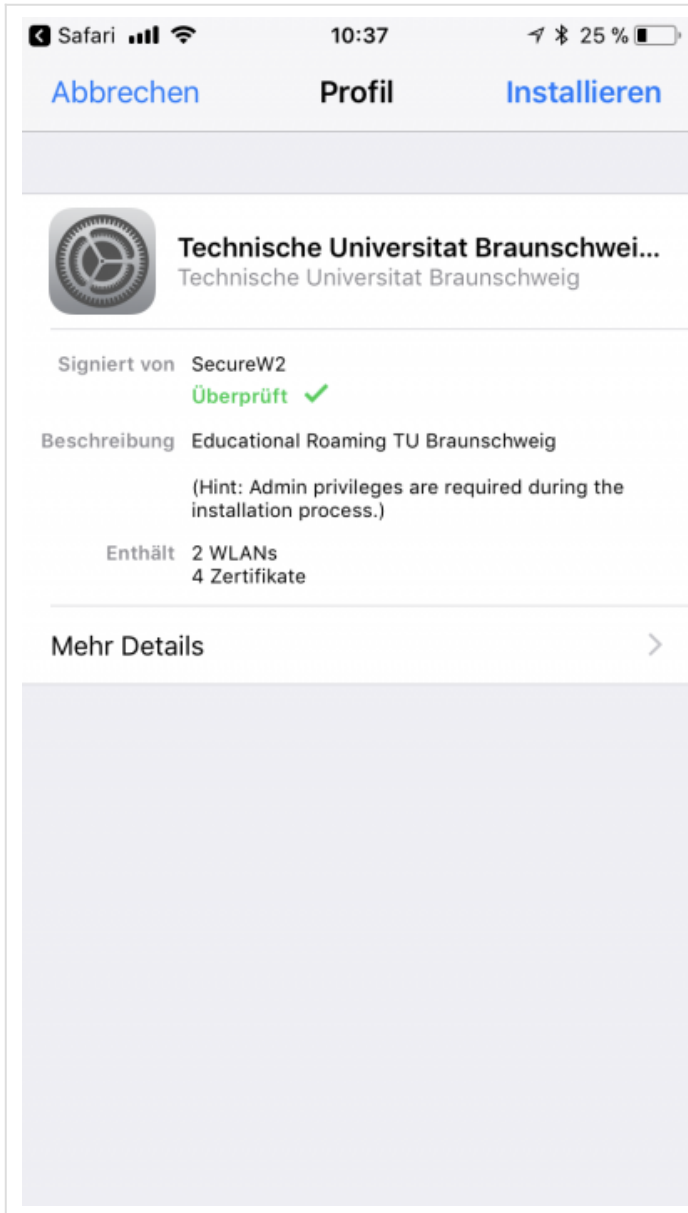 Safari 10:37 25 %
Abbrechen Profil Installieren
Technische Universitat Braunschwei...
Technische Universitat Braunschweig
Signiert von SecureW2
Überprüft ✓
Beschreibung Educational Roaming TU Braunschweig
(Hint: Admin privileges are required during the
installation process.)
Enthält 2 WLANs
4 Zertifikate
Mehr Details